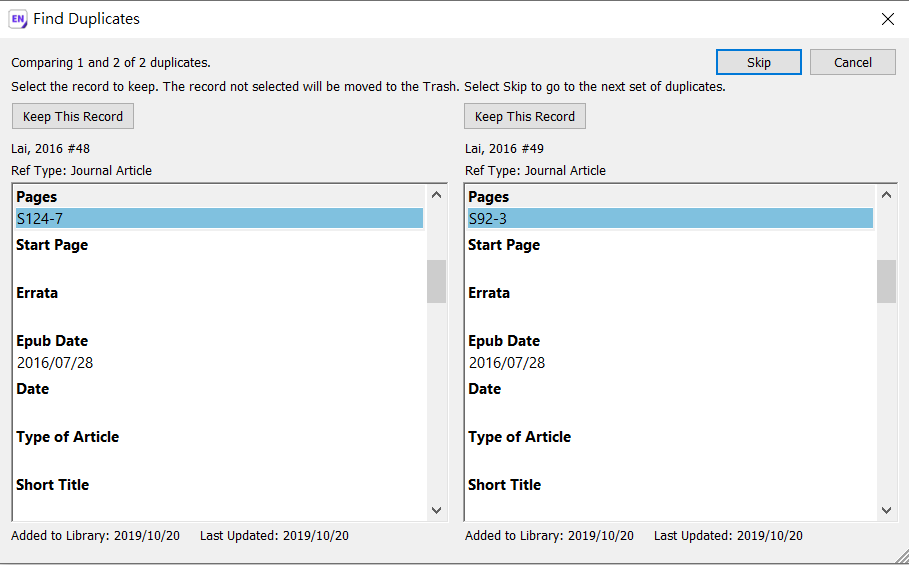 EN Find Duplicates
Comparing 1 and 2 of 2 duplicates.
Skip
Cancel
Select the record to keep. The record not selected will be moved to the Trash. Select Skip to go to the next set of duplicates.
Keep This Record
Keep This Record
Lai, 2016 #48
Lai, 2016 #49
Ref Type: Journal Article
Ref Type: Journal Article
Pages
S124-7
Start Page
Errata
Epub Date
2016/07/28
Date
Type of Article
Short Title
Pages
S92-3
Start Page
Errata
Epub Date
2016/07/28
Date
Type of Article
Short Title
Added to Library: 2019/10/20 Last Updated: 2019/10/20
Added to Library: 2019/10/20 Last Updated: 2019/10/20